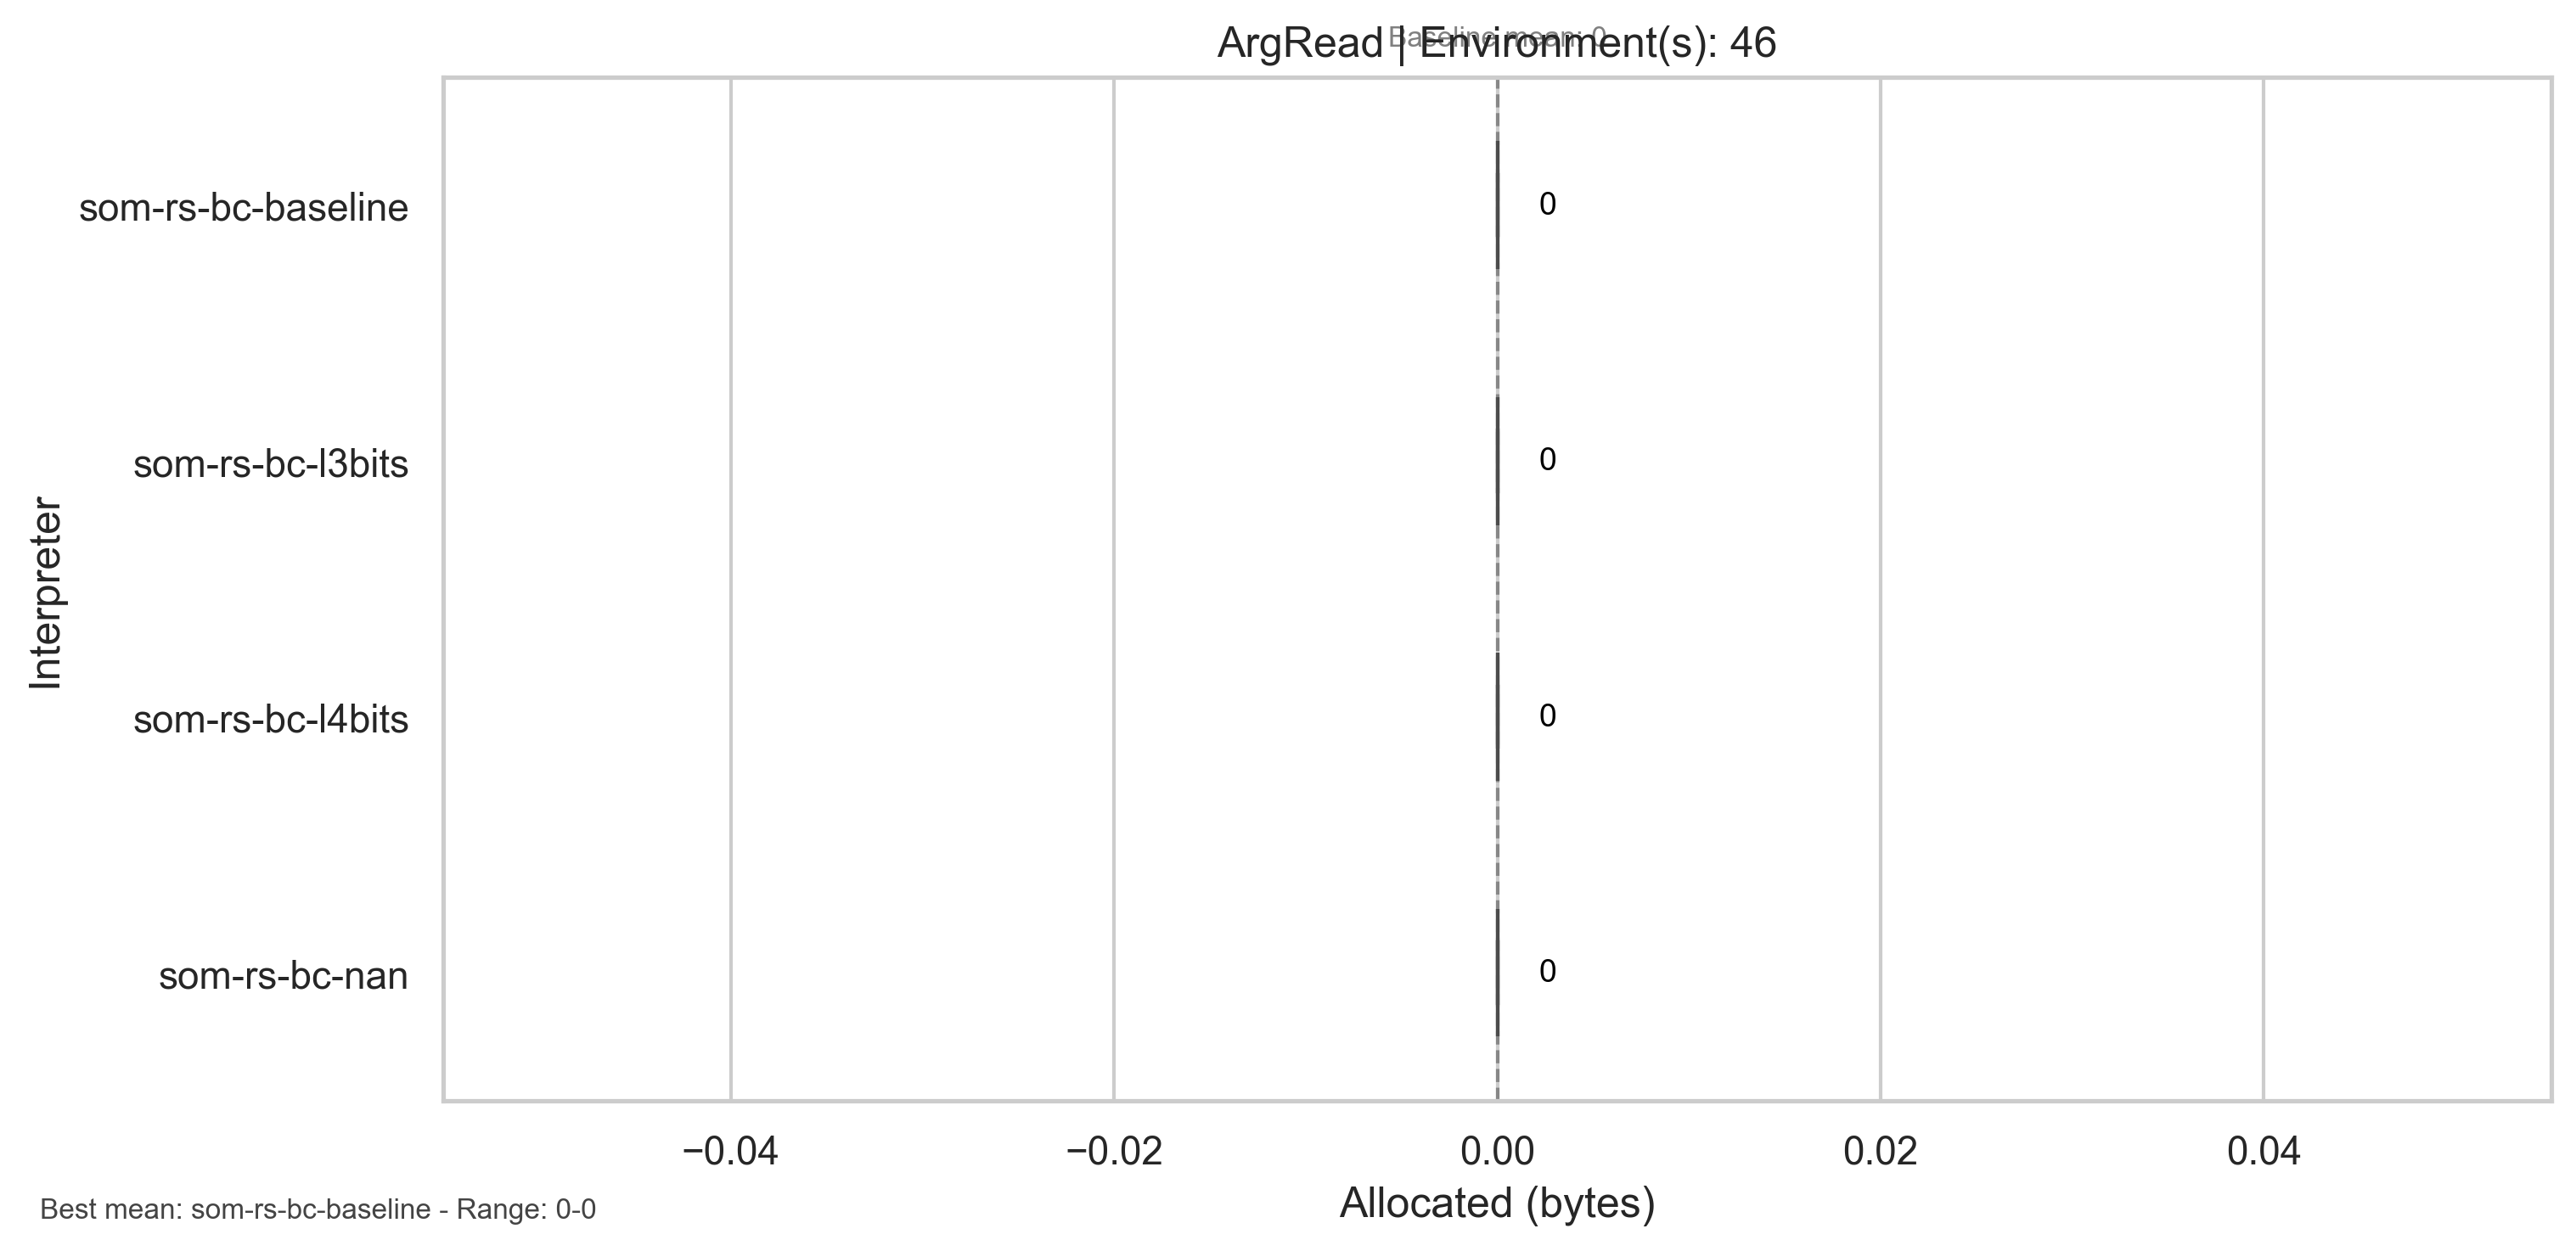 Baseline mean: 0
ArgRead | Environment(s): 46
som-rs-bc-baseline
0
som-rs-bc-l3bits
0
som-rs-bc-l4bits
0
som-rs-bc-nan
0
Interpreter
−0.04
−0.02
0.00
0.02
0.04
Allocated (bytes)
Best mean: som-rs-bc-baseline - Range: 0-0